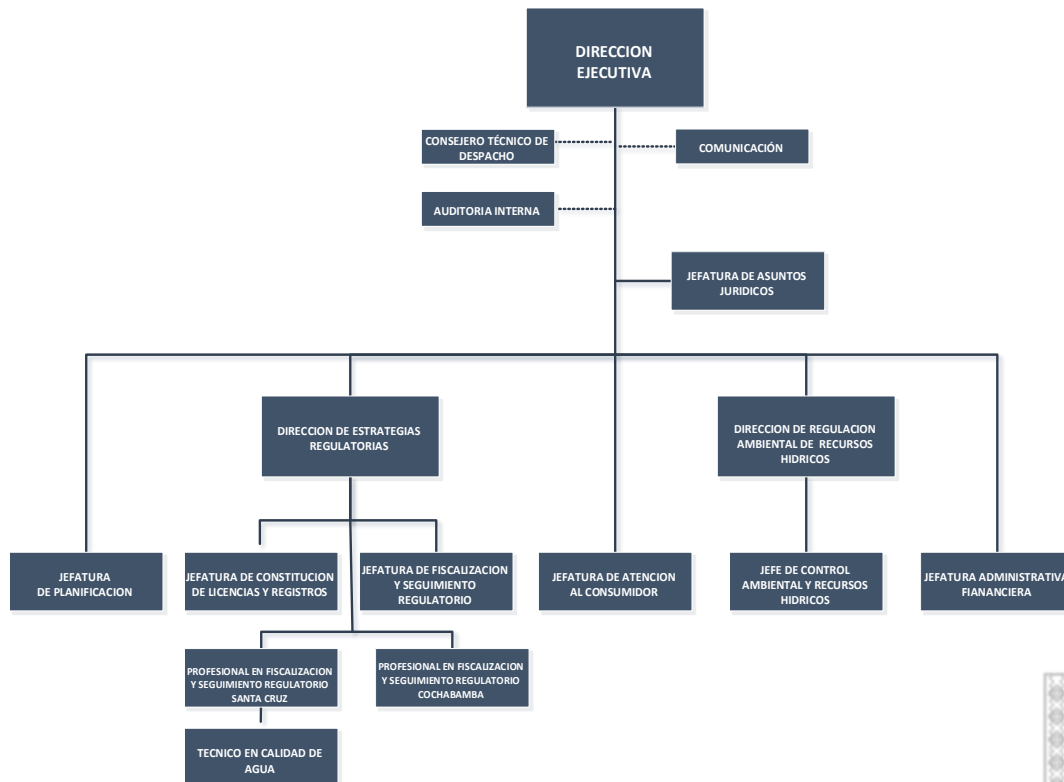 DIRECCION
EJECUTIVA
CONSEJERO TÉCNICO DE
DESPACHO
COMUNICACIÓN
AUDITORIA INTERNA
JEFATURA DE ASUNTOS
JURIDICOS
DIRECCION DE ESTRATEGIAS
REGULATORIAS
DIRECCION DE REGULACION
AMBIENTAL DE RECURSOS
HIDRICOS
JEFATURA
DE PLANIFICACION
JEFATURA DE CONSTITUCION
DE LICENCIAS Y REGISTROS
JEFATURA DE FISCALIZACION
Y SEGUIMIENTO
REGULATORIO
JEFATURA DE ATENCION
AL CONSUMIDOR
JEFE DE CONTROL
AMBIENTAL Y RECURSOS
HIDRICOS
JEFATURA ADMINISTRATIVA
FIANANCIERA
PROFESIONAL EN FISCALIZACION
Y SEGUIMIENTO REGULATORIO
SANTA CRUZ
PROFESIONAL EN FISCALIZACION
Y SEGUIMIENTO REGULATORIO
COCHABAMBA
TECNICO EN CALIDAD DE
AGUA